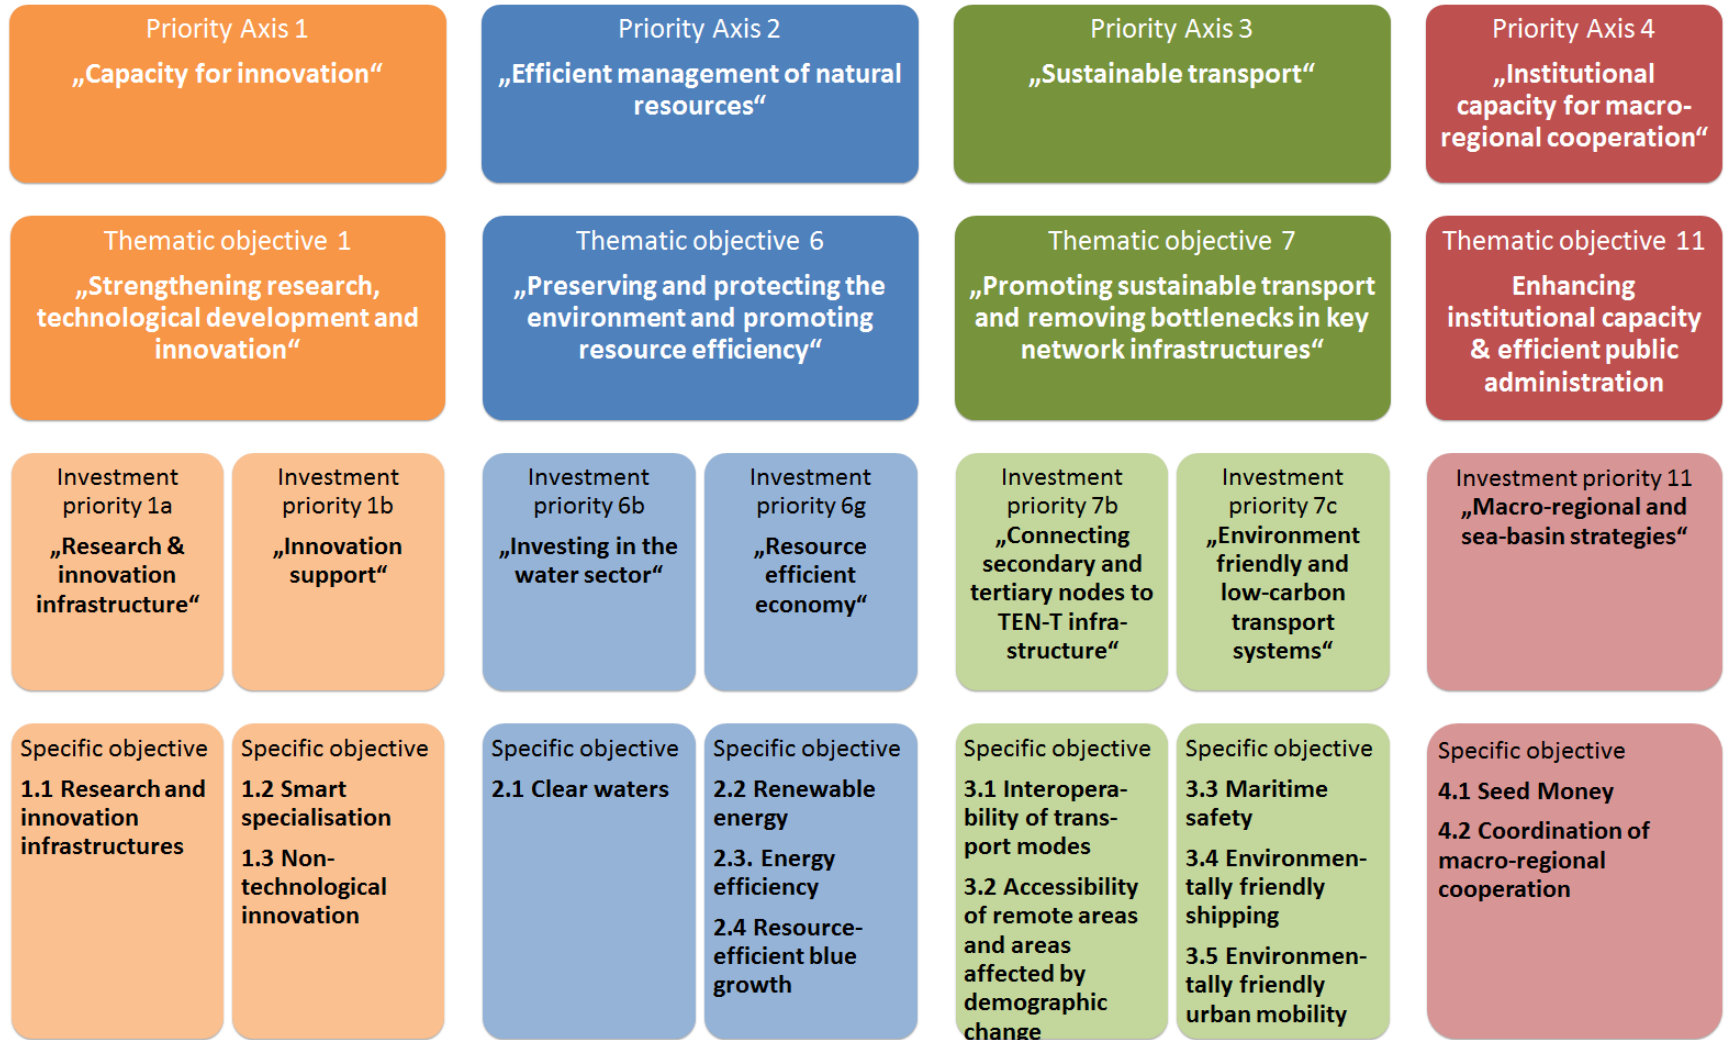 Priority Axis 1
„Capacity for innovation“
Priority Axis 2
„Efficient management of natural
resources“
Priority Axis 3
„Sustainable transport“
Priority Axis 4
„Institutional
capacity for macro-
regional cooperation“
Thematic objective 1
„Strengthening research,
technological development and
innovation“
Thematic objective 6
„Preserving and protecting the
environment and promoting
resource efficiency“
Thematic objective 7
„Promoting sustainable transport
and removing bottlenecks in key
network infrastructures“
Thematic objective 11
Enhancing
institutional capacity
& efficient public
administration
Investment
priority 1a
„Research &
innovation
infrastructure“
Investment
priority 1b
„Innovation
support“
Investment
priority 6b
„Investing in the
water sector“
Investment
priority 6g
„Resource
efficient
economy“
Investment
priority 7b
„Connecting
secondary and
tertiary nodes to
TEN-T infra-
structure“
Investment
priority 7c
„Environment
friendly and
low-carbon
transport
systems“
Investment priority 11
„Macro-regional and
sea-basin strategies“
Specific objective
1.1 Research and
innovation
infrastructures
Specific objective
1.2 Smart
specialisation
1.3 Non-
technological
innovation
Specific objective
2.1 Clear waters
Specific objective
2.2 Renewable
energy
2.3. Energy
efficiency
2.4 Resource-
efficient blue
growth
Specific objective
3.1 Interopera-
bility of trans-
port modes
3.2 Accessibility
of remote areas
and areas
affected by
demographic
change
Specific objective
3.3 Maritime
safety
3.4 Environmen-
tally friendly
shipping
3.5 Environmen-
tally friendly
urban mobility
Specific objective
4.1 Seed Money
4.2 Coordination of
macro-regional
cooperation